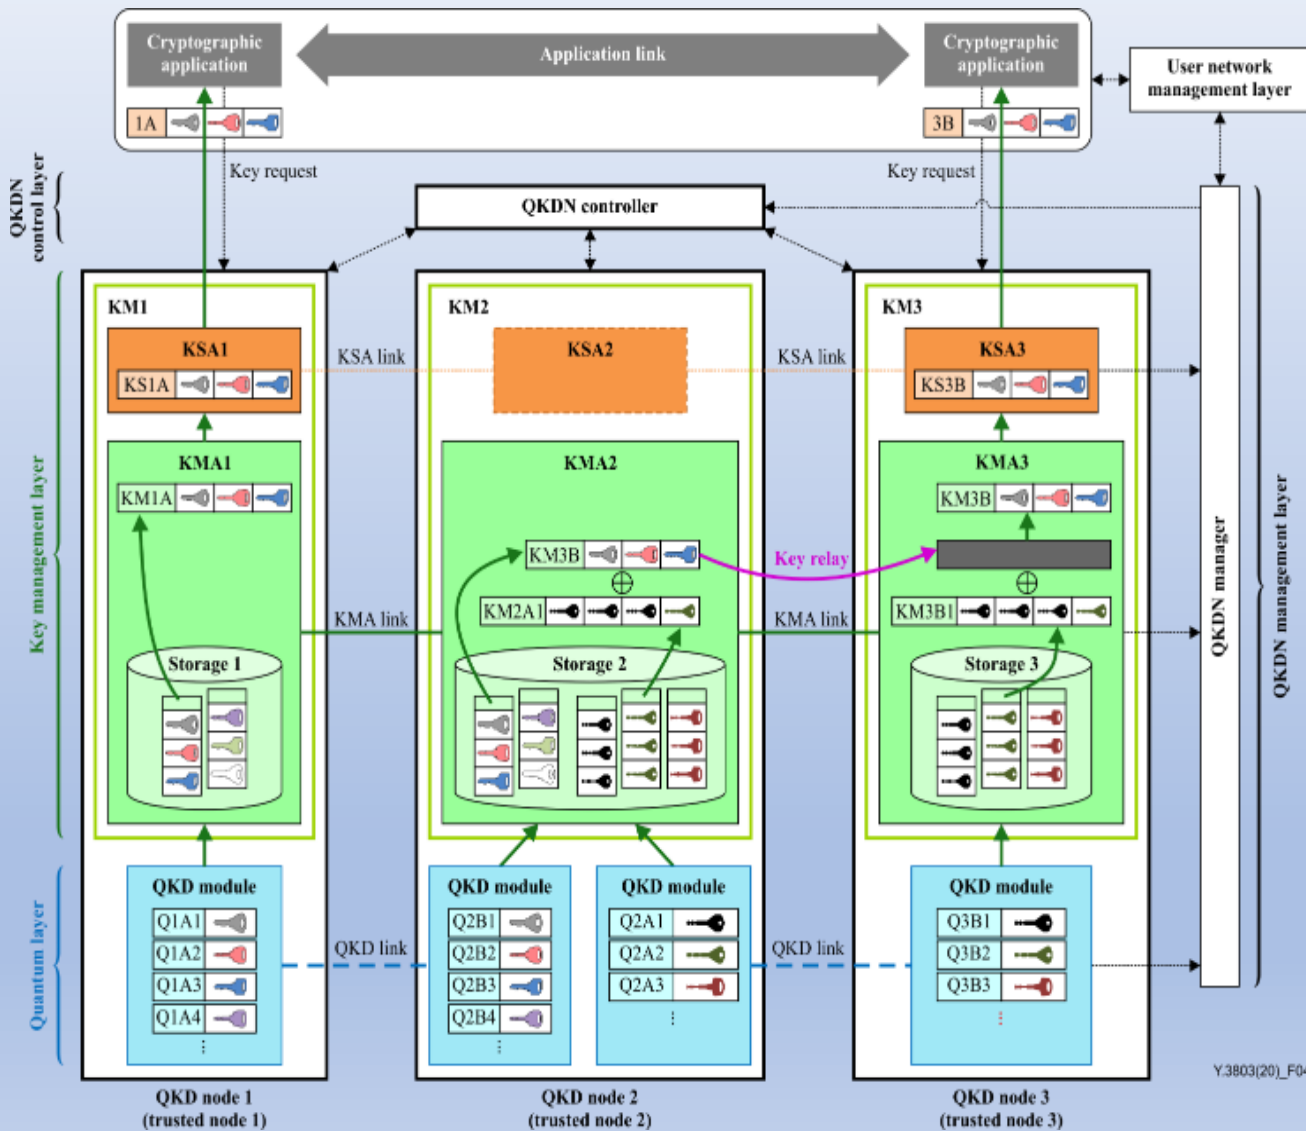 Cryptographic
application
Application link
Cryptographic
application
User network
management layer
1A
3B
Key request
Key request
QKDN
control layer
QKDN controller
KM1
KM2
KM3
KSA1
KSA link
KSA2
KSA link
KSA3
KS1A
KS3B
Key management layer
KMA1
KMA2
KMA3
KM1A
KM3B
KM3B
Key relay
KM2A1
KM3B1
KMA link
KMA link
Storage 1
Storage 2
Storage 3
QKDN manager
QKDN management layer
Quantum layer
QKD module
QKD module
QKD module
QKD module
Q1A1
Q2B1
Q2A1
Q3B1
Q1A2
QKD link
Q2B2
Q2A2
QKD link
Q3B2
Q1A3
Q2B3
Q2A3
Q3B3
Q1A4
Q2B4
QKD node 1
(trusted node 1)
QKD node 2
(trusted node 2)
QKD node 3
(trusted node 3)